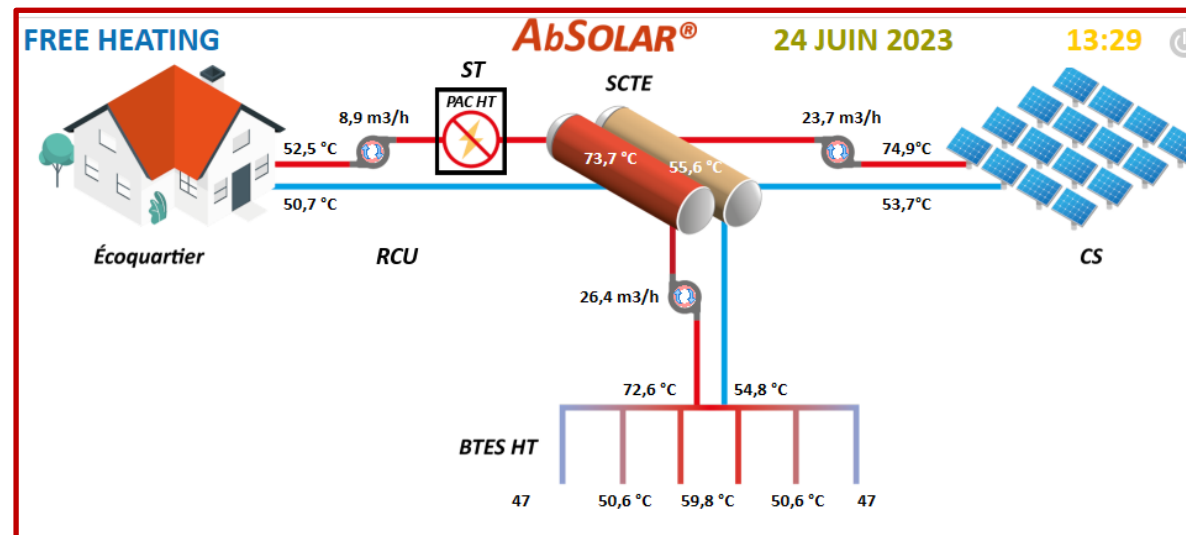 FREE HEATING
AbSOLAR®
24 JUIN 2023
13:29
ST
SCTE
PAC HT
8,9 m3/h
23,7 m3/h
52,5 °C
73,7 °C
55,6 °C
74,9°C
50,7 °C
53,7°C
Écoquartier
RCU
CS
26,4 m3/h
72,6 °C
54,8 °C
BTES HT
47
50,6 °C
59,8 °C
50,6 °C
47